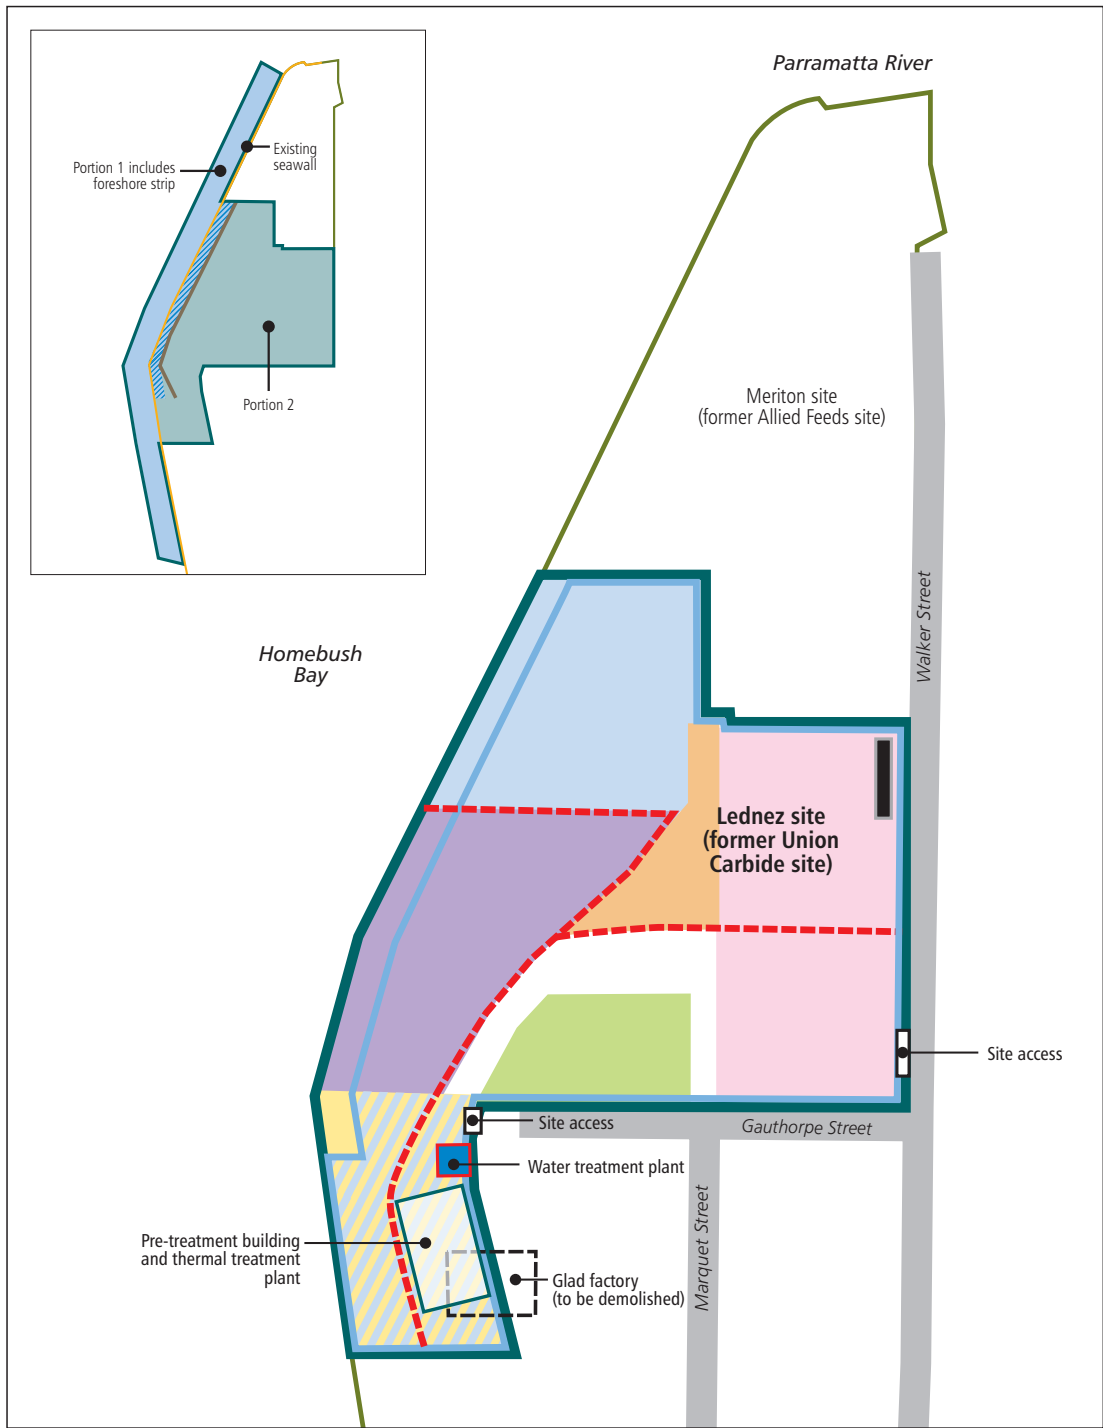 Parramatta River
Existing
seawall
Portion 1 includes
foreshore strip
Portion 2
Meriton site
(former Allied Feeds site)
Walker Street
Homebush
Bay
Lednez site
(former Union
Carbide site)
Site access
Site access
Gauthorpe Street
Water treatment plant
Marquet Street
Pre-treatment building
and thermal treatment
plant
Glad factory
(to be demolished)